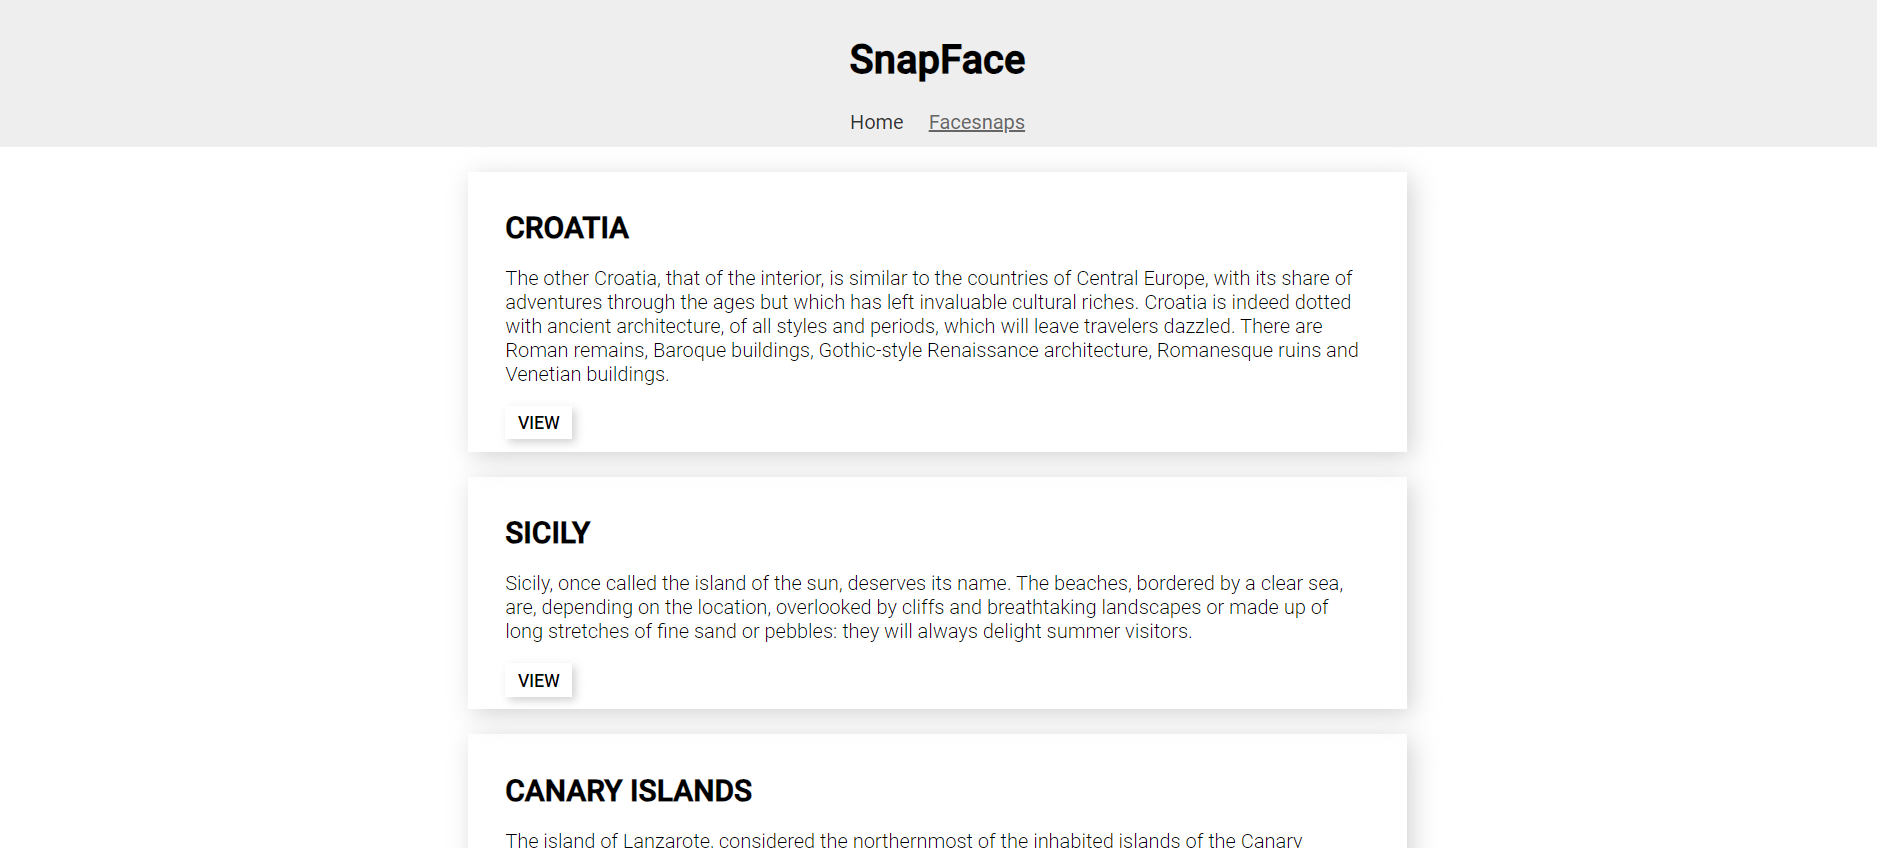 SnapFace
Home Facesnaps
CROATIA
The other Croatia, that of the interior, is similar to the countries of Central Europe, with its share of
adventures through the ages but which has left invaluable cultural riches. Croatia is indeed dotted
with ancient architecture, of all styles and periods, which will leave travelers dazzled. There are
Roman remains, Baroque buildings, Gothic-style Renaissance architecture, Romanesque ruins and
Venetian buildings.
VIEW
SICILY
Sicily, once called the island of the sun, deserves its name. The beaches, bordered by a clear sea,
are, depending on the location, overlooked by cliffs and breathtaking landscapes or made up of
long stretches of fine sand or pebbles: they will always delight summer visitors.
VIEW
CANARY ISLANDS
The island of Lanzarote, considered the northernmost of the inhabited islands of the Canary